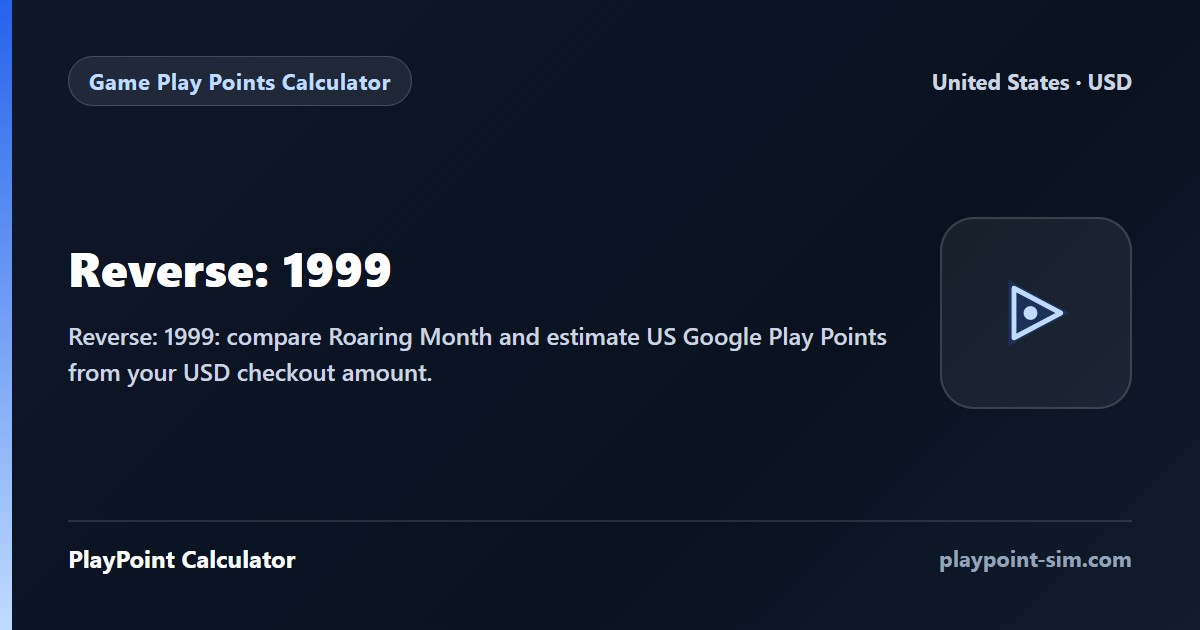 Game Play Points Calculator
United States · USD
Reverse: 1999
Reverse: 1999: compare Roaring Month and estimate US Google Play Points
from your USD checkout amount.
PlayPoint Calculator
playpoint-sim.com